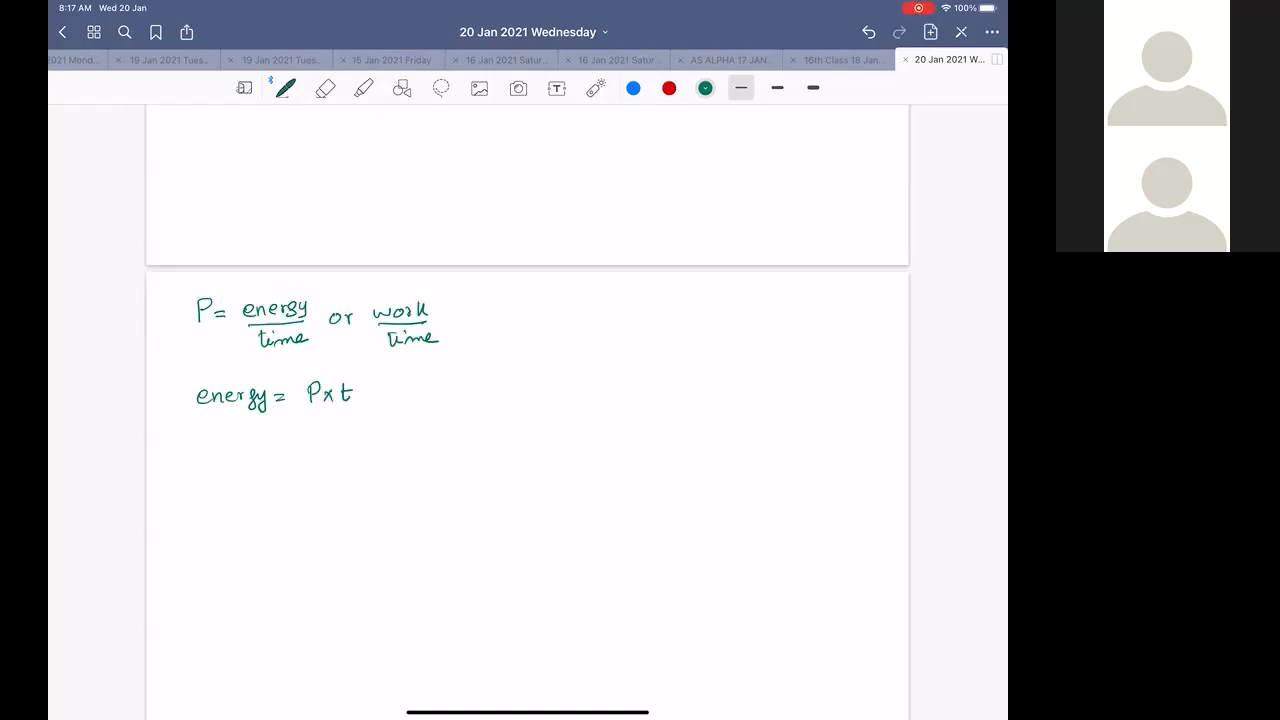 8:17 AM Wed 20 Jan
100%
20 Jan 2021 Wednesday
2021 Mond... 19 Jan 2021 Tues... 19 Jan 2021 Tues... 15 Jan 2021 Friday 16 Jan 2021 Satur... 16 Jan 2021 Satur... AS ALPHA 17 JAN... 16th Class 18 Jan... 20 Jan 2021 W...
P= energy/time or work/time
energy = P×t